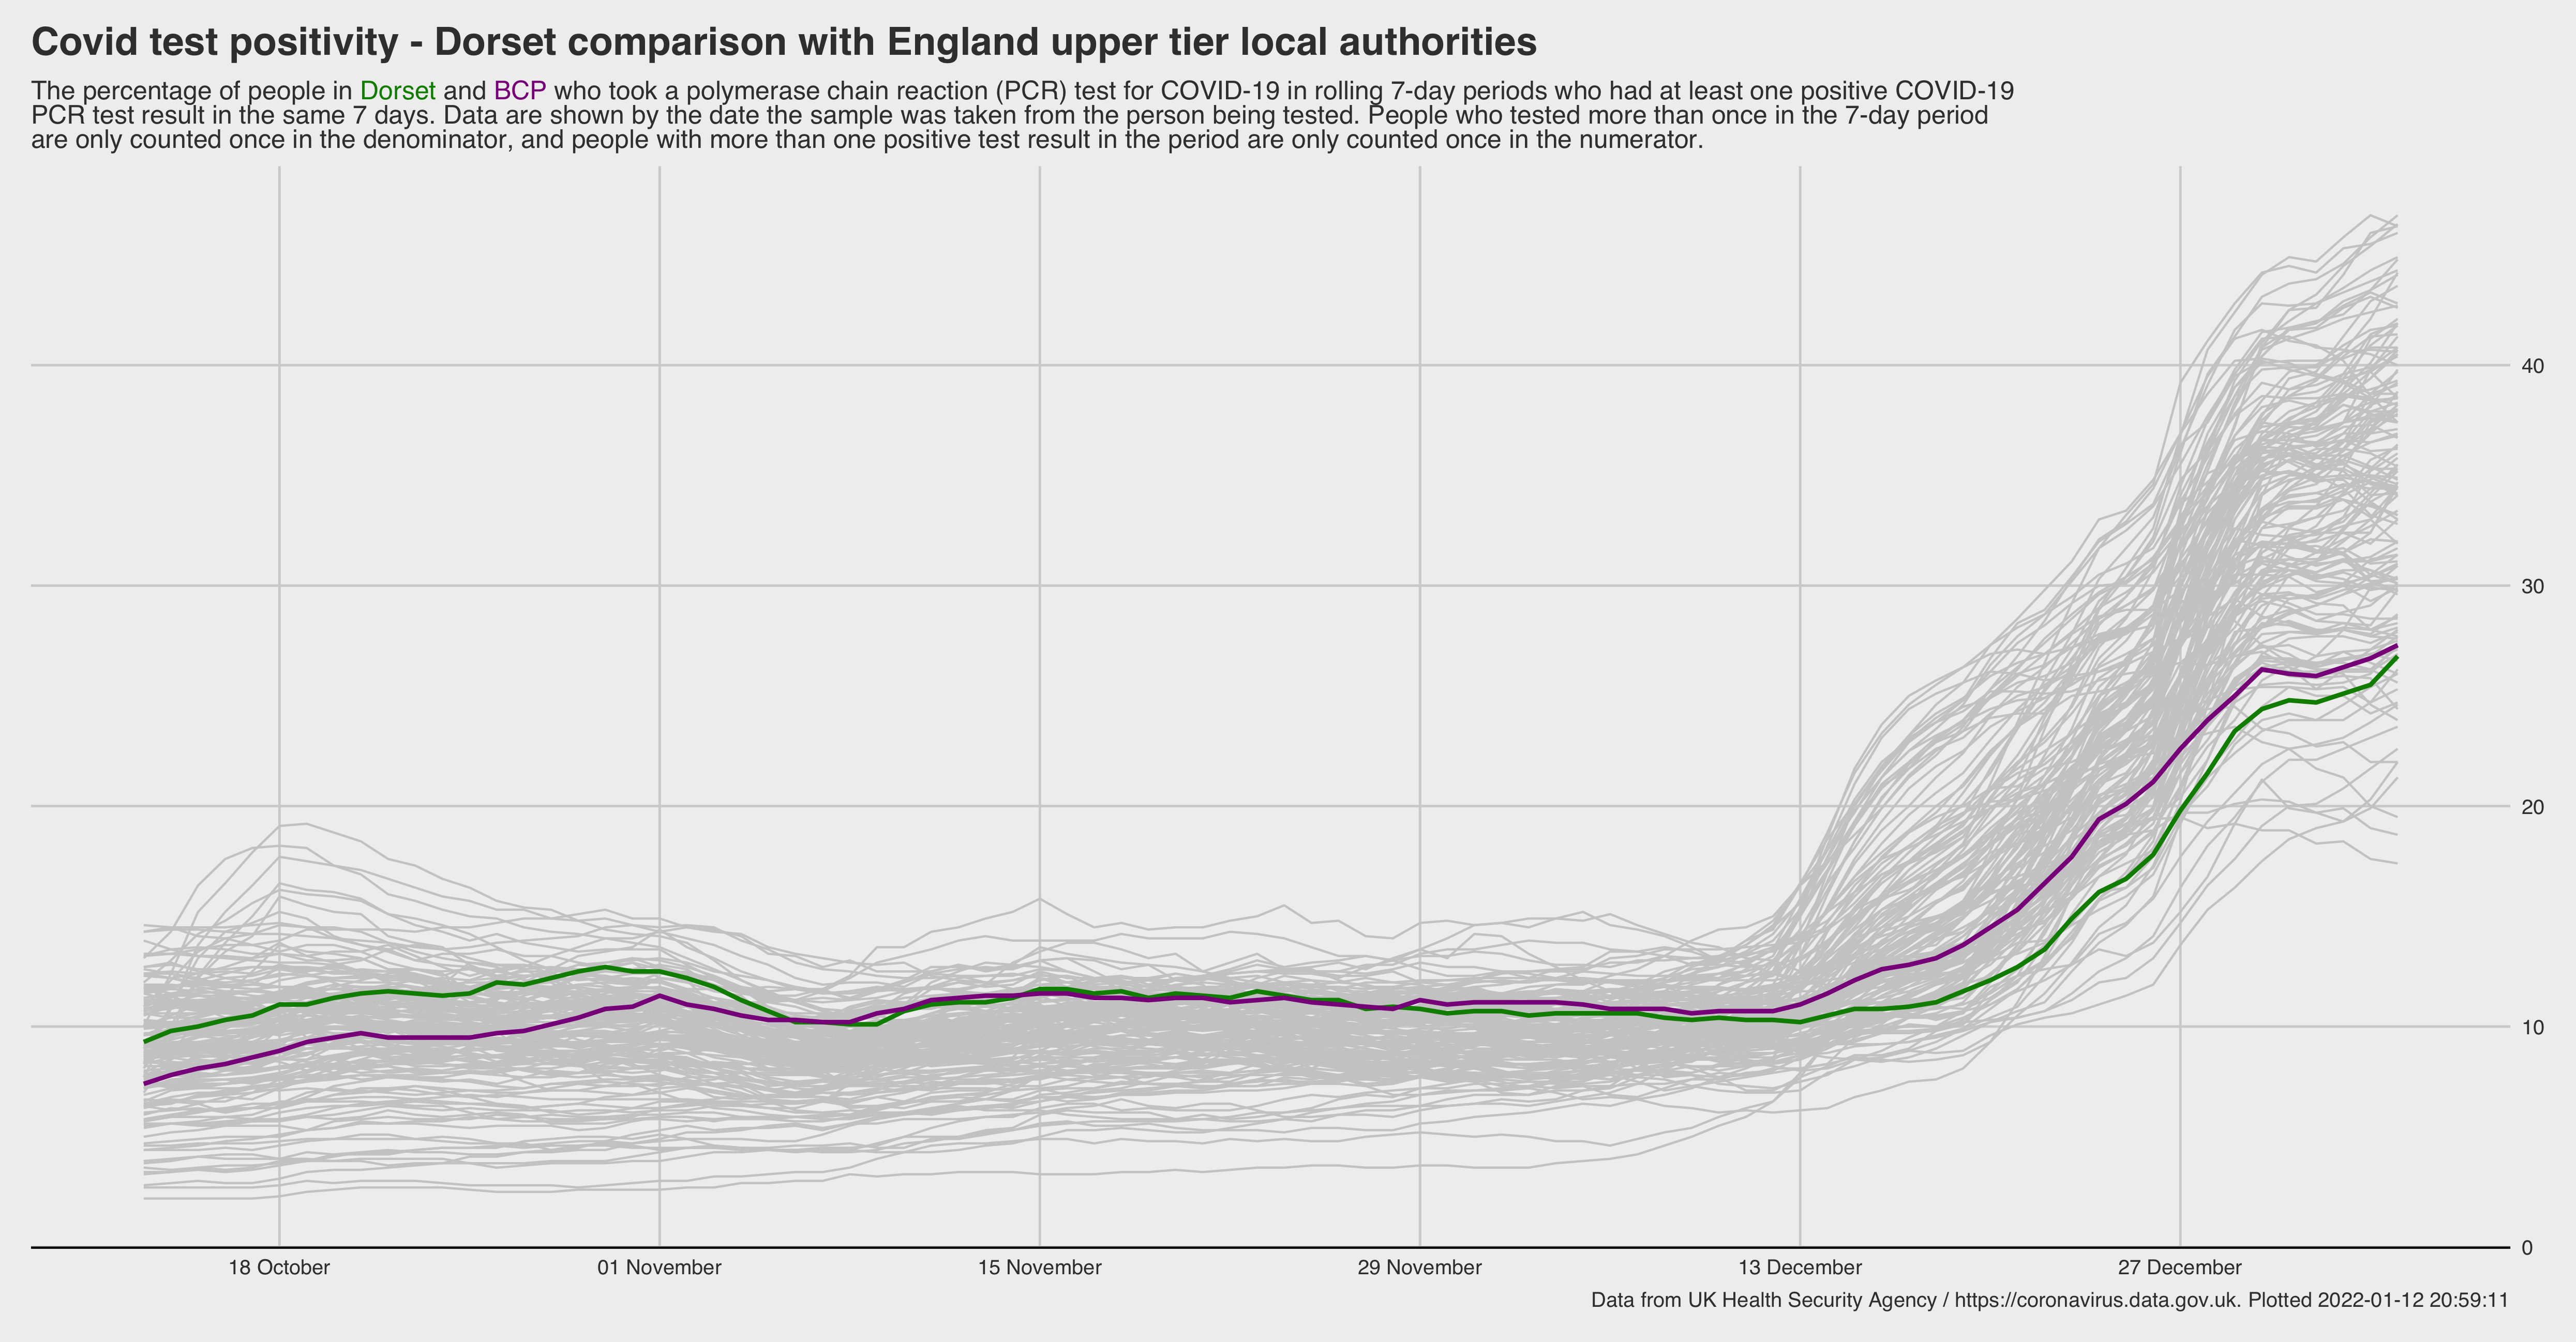 Covid test positivity - Dorset comparison with England upper tier local authorities
The percentage of people in Dorset and BCP who took a polymerase chain reaction (PCR) test for COVID-19 in rolling 7-day periods who had at least one positive COVID-19
PCR test result in the same 7 days. Data are shown by the date the sample was taken from the person being tested. People who tested more than once in the 7-day period
are only counted once in the denominator, and people with more than one positive test result in the period are only counted once in the numerator.
40
30
20
10
0
18 October
01 November
15 November
29 November
13 December
27 December
Data from UK Health Security Agency / https://coronavirus.data.gov.uk. Plotted 2022-01-12 20:59:11